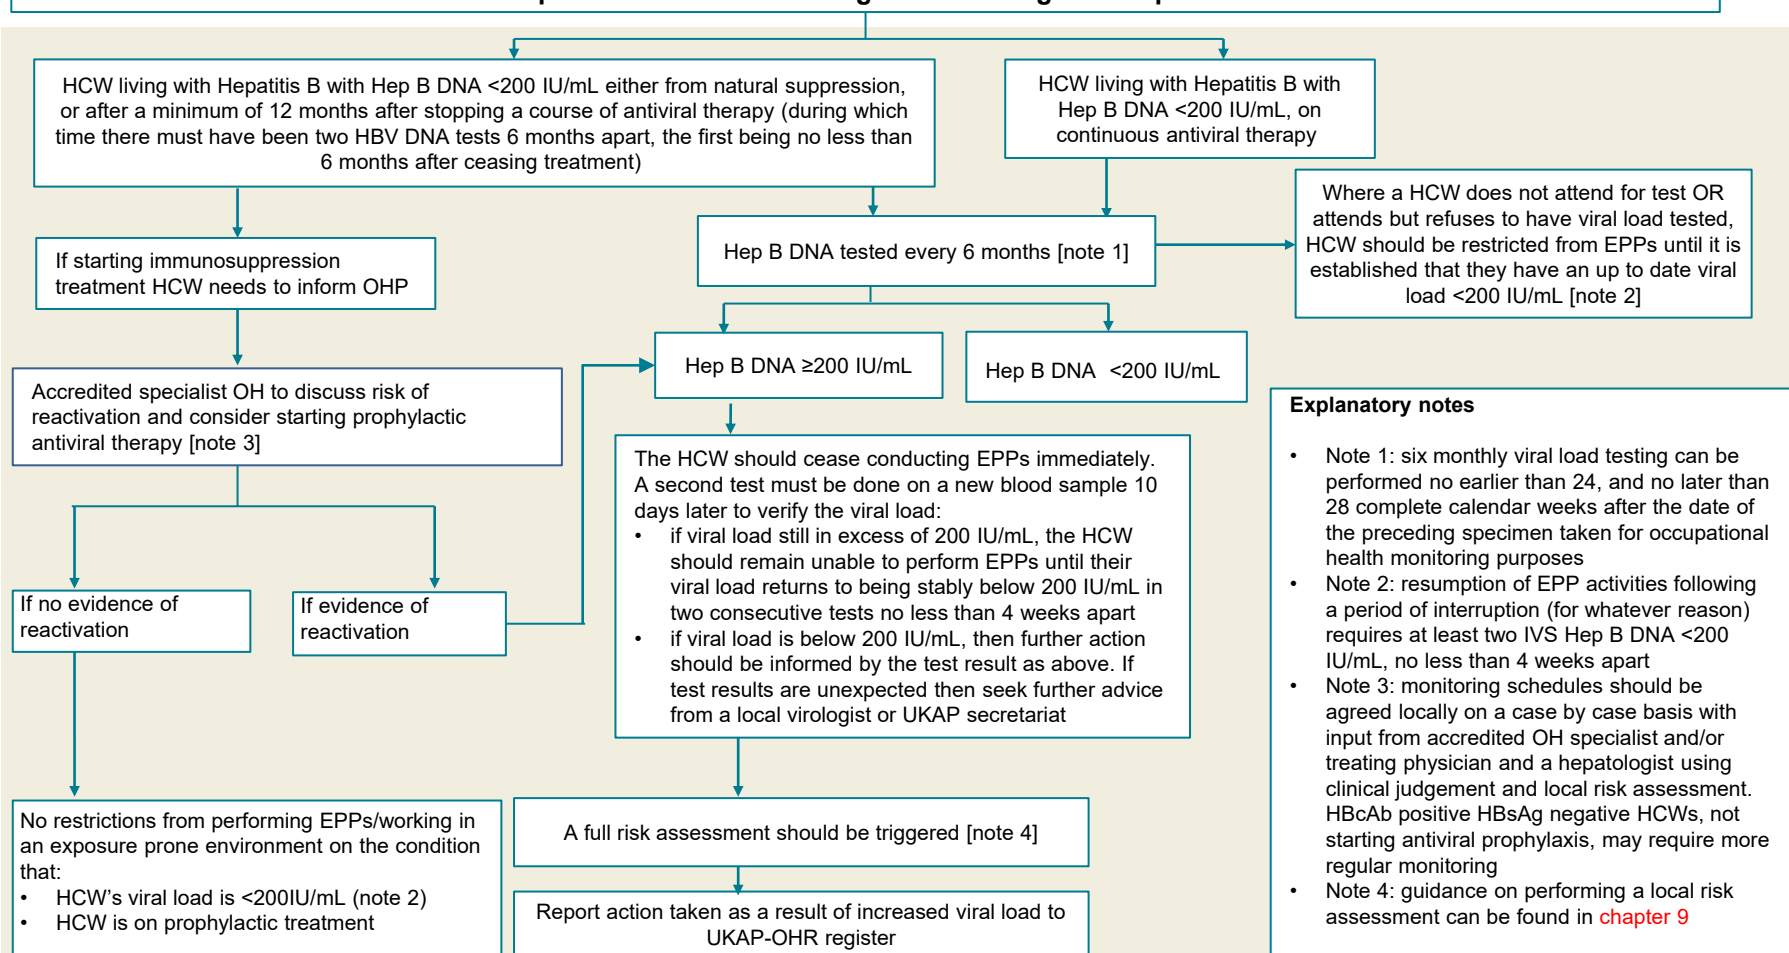 HCW living with Hepatitis B with Hep B DNA <200 IU/mL either from natural suppression,
or after a minimum of 12 months after stopping a course of antiviral therapy (during which
time there must have been two HBV DNA tests 6 months apart, the first being no less than
6 months after ceasing treatment)
HCW living with Hepatitis B with
Hep B DNA <200 IU/mL, on
continuous antiviral therapy
Where a HCW does not attend for test OR
attends but refuses to have viral load tested,
HCW should be restricted from EPPs until it is
established that they have an up to date viral
load <200 IU/mL [note 2]
Hep B DNA tested every 6 months [note 1]
If starting immunosuppression
treatment HCW needs to inform OHP
Hep B DNA ≥200 IU/mL
Hep B DNA  <200 IU/mL
Accredited specialist OH to discuss risk of
reactivation and consider starting prophylactic
antiviral therapy [note 3]
The HCW should cease conducting EPPs immediately.
A second test must be done on a new blood sample 10
days later to verify the viral load:
• if viral load still in excess of 200 IU/mL, the HCW
should remain unable to perform EPPs until their
viral load returns to being stably below 200 IU/mL in
two consecutive tests no less than 4 weeks apart
• if viral load is below 200 IU/mL, then further action
should be informed by the test result as above. If
test results are unexpected then seek further advice
from a local virologist or UKAP secretariat
If no evidence of
reactivation
If evidence of
reactivation
No restrictions from performing EPPs/working in
an exposure prone environment on the condition
that:
• HCW's viral load is <200IU/mL (note 2)
• HCW is on prophylactic treatment
A full risk assessment should be triggered [note 4]
Report action taken as a result of increased viral load to
UKAP-OHR register
Explanatory notes
• Note 1: six monthly viral load testing can be
performed no earlier than 24, and no later than
28 complete calendar weeks after the date of
the preceding specimen taken for occupational
health monitoring purposes
• Note 2: resumption of EPP activities following
a period of interruption (for whatever reason)
requires at least two IVS Hep B DNA <200
IU/mL, no less than 4 weeks apart
• Note 3: monitoring schedules should be
agreed locally on a case by case basis with
input from accredited OH specialist and/or
treating physician and a hepatologist using
clinical judgement and local risk assessment.
HBcAb positive HBsAg negative HCWs, not
starting antiviral prophylaxis, may require more
regular monitoring
• Note 4: guidance on performing a local risk
assessment can be found in chapter 9